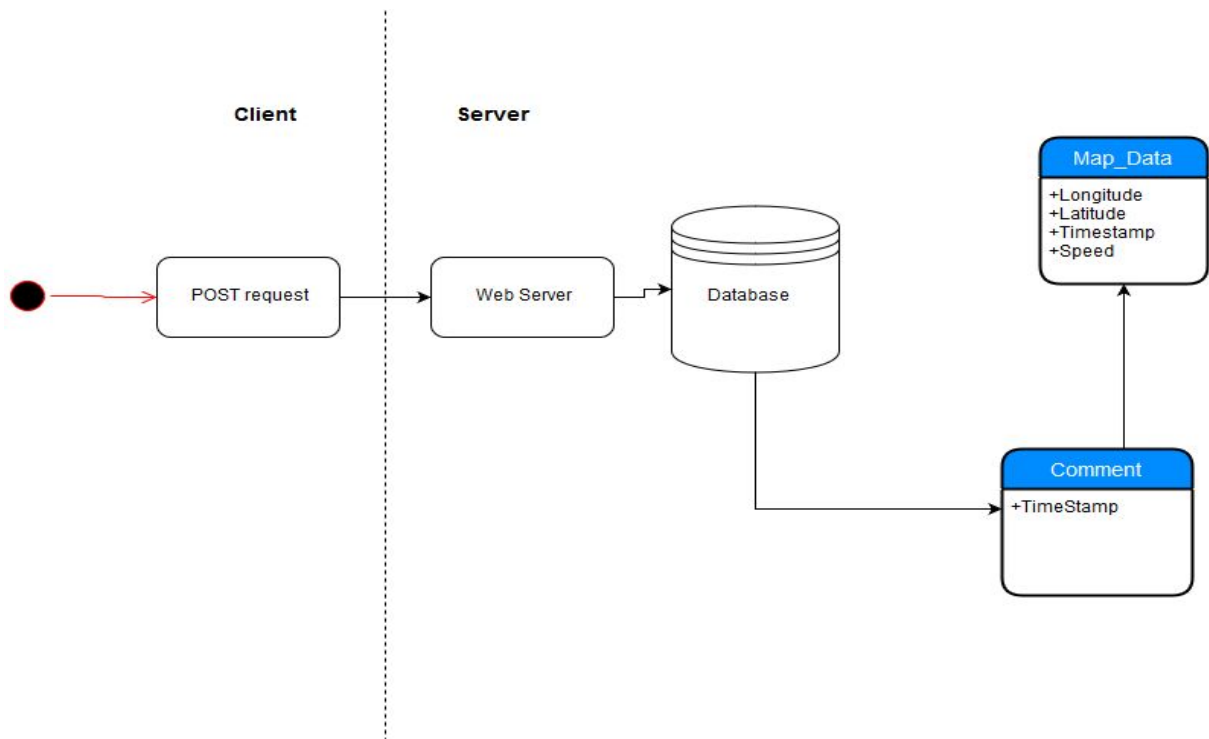 Client
Server
Map_Data
+Longitude
+Latitude
+Timestamp
+Speed
POST request
Web Server
Database
Comment
+TimeStamp